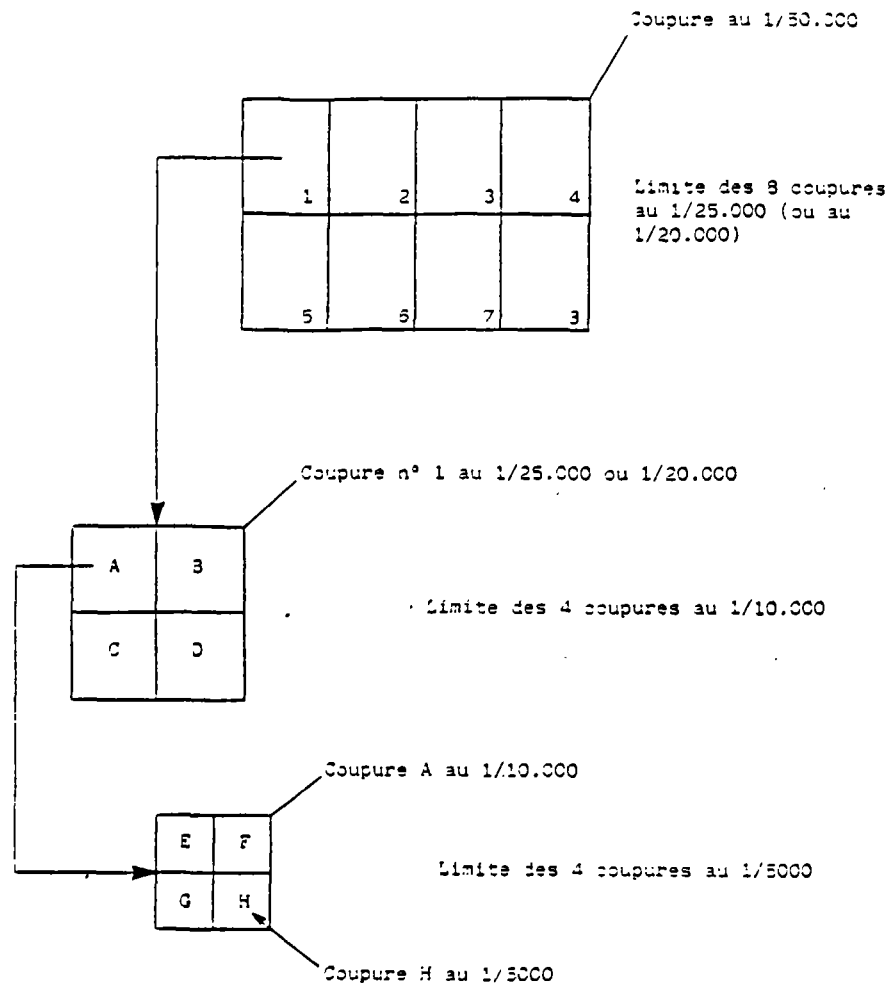 Coupure au 1/50.000
1 2 3 4
Limite des 8 coupures
au 1/25.000 (ou au
1/20.000)
5 6 7 8
Coupure n° 1 au 1/25.000 ou 1/20.000
A B
Limite des 4 coupures au 1/10.000
C D
Coupure A au 1/10.000
E F
Limite des 4 coupures au 1/5000
G H
Coupure H au 1/5000